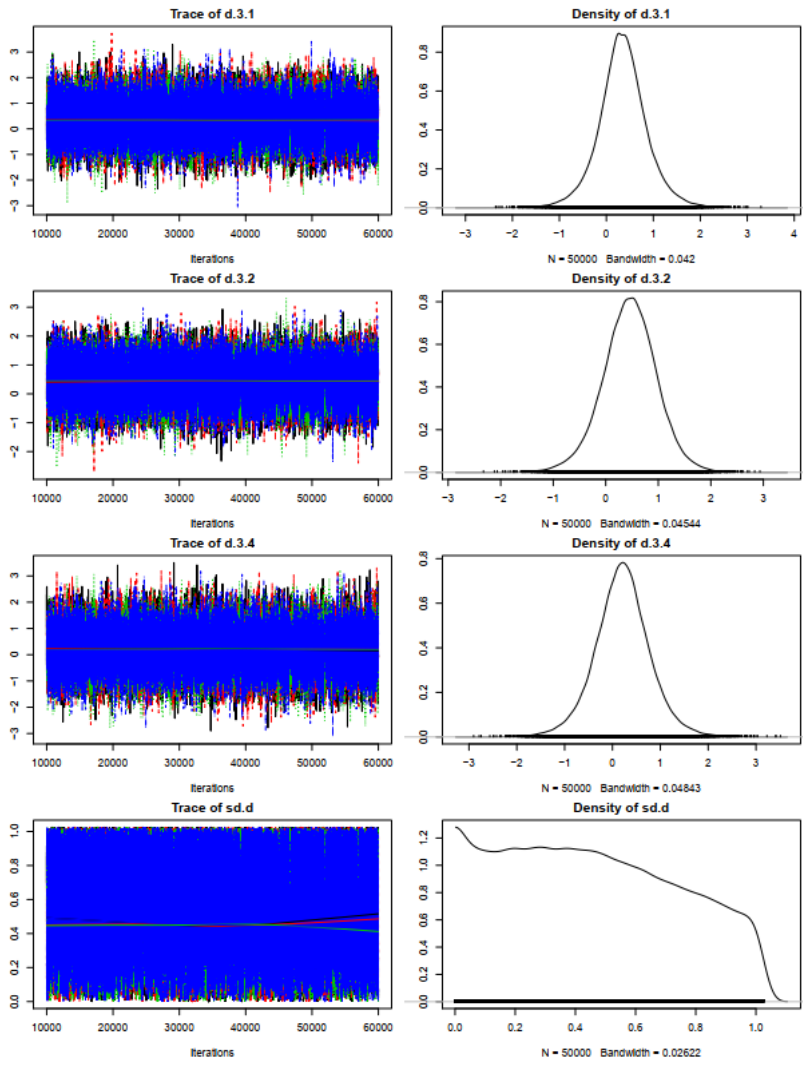 Trace of d.3.1
Density of d.3.1
3
2
1
0
−1
−2
−3
10000 20000 30000 40000 50000 60000
Iterations
0.8
0.6
0.4
0.2
0.0
−3 −2 −1 0 1 2 3 4
N = 50000 Bandwidth = 0.042
Trace of d.3.2
Density of d.3.2
3
2
1
0
−1
−2
10000 20000 30000 40000 50000 60000
Iterations
0.8
0.6
0.4
0.2
0.0
−3 −2 −1 0 1 2 3
N = 50000 Bandwidth = 0.04544
Trace of d.3.4
Density of d.3.4
3
2
1
0
−1
−2
−3
10000 20000 30000 40000 50000 60000
Iterations
0.8
0.6
0.4
0.2
0.0
−3 −2 −1 0 1 2 3
N = 50000 Bandwidth = 0.04843
Trace of sd.d
Density of sd.d
1.0
0.8
0.6
0.4
0.2
0.0
10000 20000 30000 40000 50000 60000
Iterations
1.2
1.0
0.8
0.6
0.4
0.2
0.0
0.0 0.2 0.4 0.6 0.8 1.0
N = 50000 Bandwidth = 0.02622